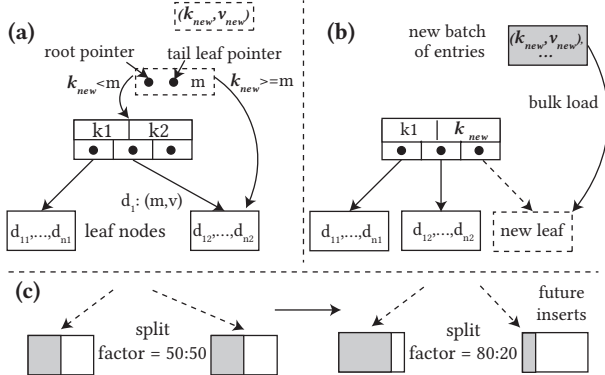 (a)
(k_new, v_new)
root pointer
tail leaf pointer
k_new<m
m
k_new>=m
k1
k2
d_1: (m,v)
d_11,...,d_n1
leaf nodes
d_12,...,d_n2
(b)
new batch
of entries
(k_new, v_new),
...
bulk load
k1
k_new
d_11,...,d_n1
d_12,...,d_n2
new leaf
(c)
split
factor = 50:50
split
factor = 80:20
future
inserts